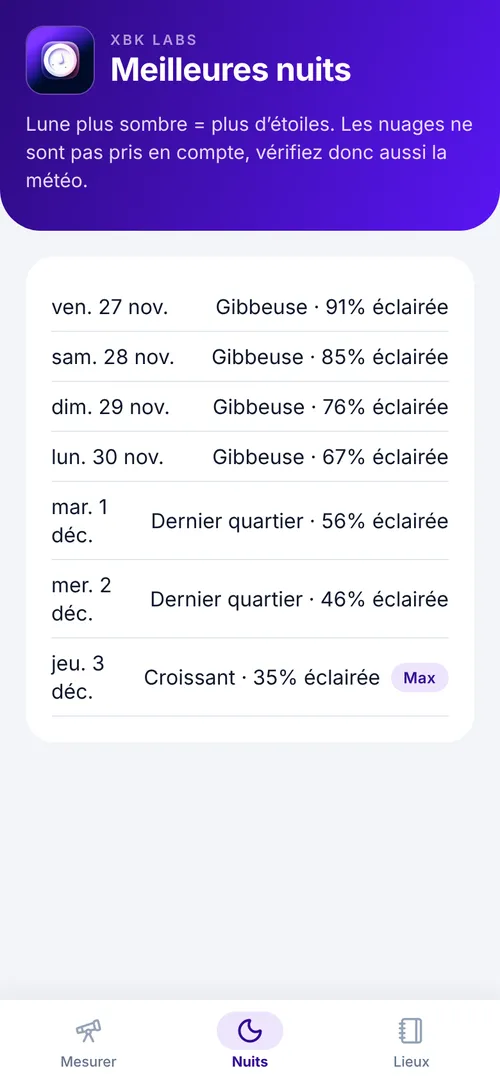 XBK LABS
Meilleures nuits
Lune plus sombre = plus d’étoiles. Les nuages ne
sont pas pris en compte, vérifiez donc aussi la
météo.
ven. 27 nov. Gibbeuse · 91% éclairée
sam. 28 nov. Gibbeuse · 85% éclairée
dim. 29 nov. Gibbeuse · 76% éclairée
lun. 30 nov. Gibbeuse · 67% éclairée
mar. 1
déc.
Dernier quartier · 56% éclairée
mer. 2
déc.
Dernier quartier · 46% éclairée
jeu. 3
déc.
Croissant · 35% éclairée Max
Mesurer Nuits Lieux